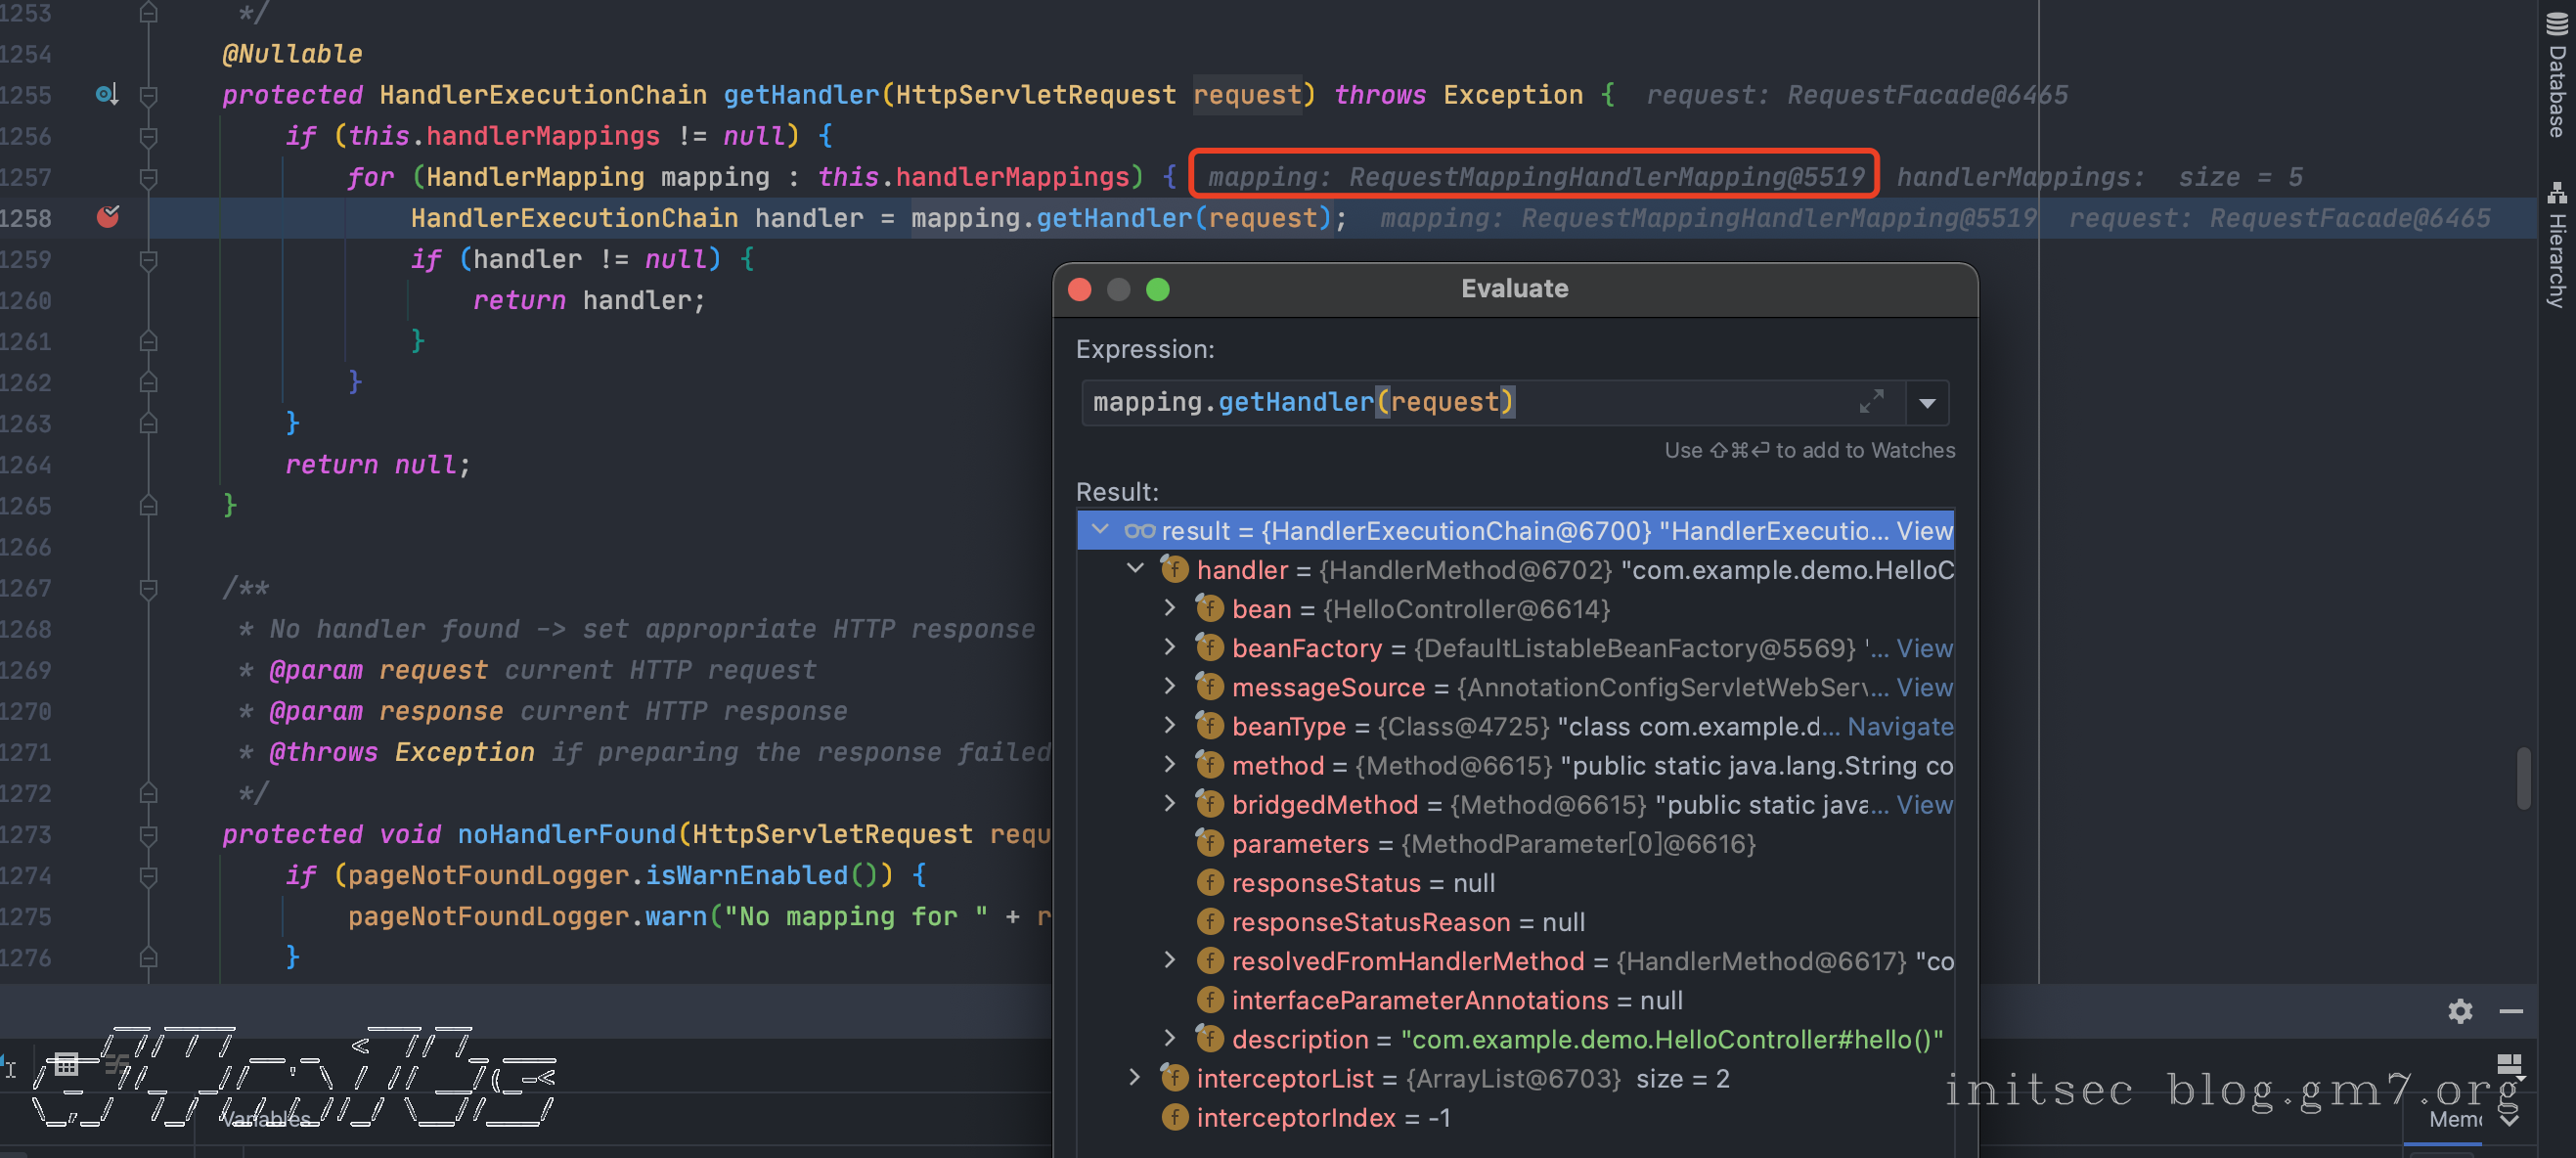 1253 */
1254 @Nullable
1255 protected HandlerExecutionChain getHandler(HttpServletRequest request) throws Exception { request: RequestFacade@6465
1256 if (this.handlerMappings != null) {
1257 for (HandlerMapping mapping : this.handlerMappings) { mapping: RequestMappingHandlerMapping@5519 handlerMappings: size = 5
1258 HandlerExecutionChain handler = mapping.getHandler(request); mapping: RequestMappingHandlerMapping@5519 request: RequestFacade@6465
1259 if (handler != null) {
1260 return handler;
1261 }
1262 }
1263 }
1264 return null;
1265 }
1266
1267 /**
1268 * No handler found -> set appropriate HTTP response
1269 * @param request current HTTP request
1270 * @param response current HTTP response
1271 * @throws Exception if preparing the response failed
1272 */
1273 protected void noHandlerFound(HttpServletRequest requ
1274 if (pageNotFoundLogger.isWarnEnabled()) {
1275 pageNotFoundLogger.warn("No mapping for " + r
1276 }
Evaluate
Expression:
mapping.getHandler(request)
Use ⇧⌘⏎ to add to Watches
Result:
result = {HandlerExecutionChain@6700} "HandlerExecutio... View
handler = {HandlerMethod@6702} "com.example.demo.HelloC
bean = {HelloController@6614}
beanFactory = {DefaultListableBeanFactory@5569} '... View
messageSource = {AnnotationConfigServletWebServ... View
beanType = {Class@4725} "class com.example.d... Navigate
method = {Method@6615} "public static java.lang.String co
bridgedMethod = {Method@6615} "public static java... View
parameters = {MethodParameter[0]@6616}
responseStatus = null
responseStatusReason = null
resolvedFromHandlerMethod = {HandlerMethod@6617} "co
interfaceParameterAnnotations = null
description = "com.example.demo.HelloController#hello()"
interceptorList = {ArrayList@6703} size = 2
interceptorIndex = -1
Database
Hierarchy
Variables
Memo
initsec blog.gm7.org